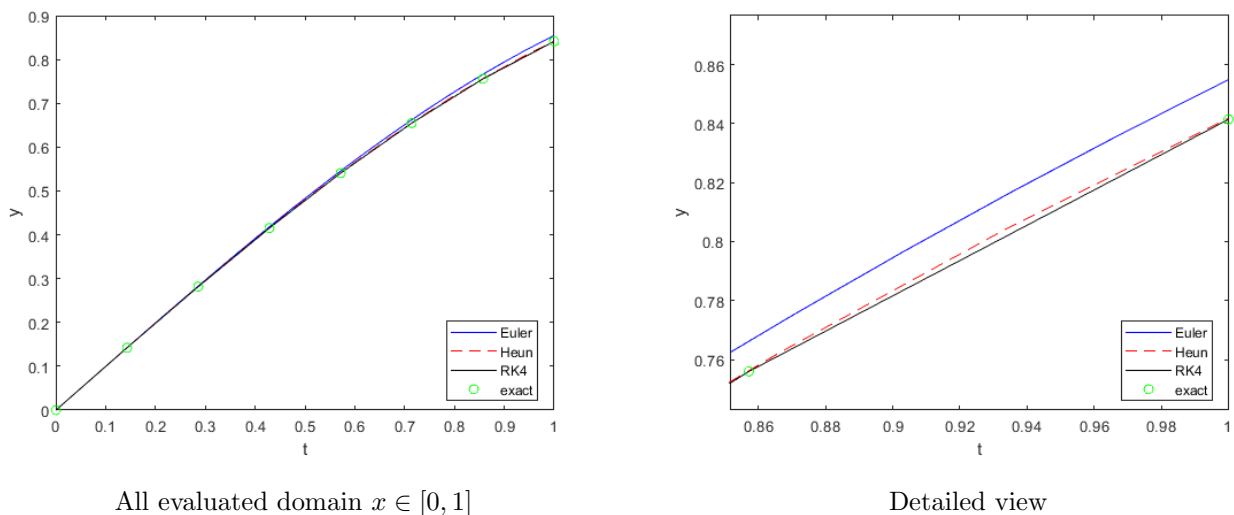 0.9
0.8
0.7
0.6
0.5
0.4
0.3
0.2
0.1
0
y
0 0.1 0.2 0.3 0.4 0.5 0.6 0.7 0.8 0.9 1
t
Euler
Heun
RK4
exact
All evaluated domain x ∈ [0, 1]
0.86
0.84
0.82
0.8
0.78
0.76
y
0.86 0.88 0.9 0.92 0.94 0.96 0.98 1
t
Euler
Heun
RK4
exact
Detailed view